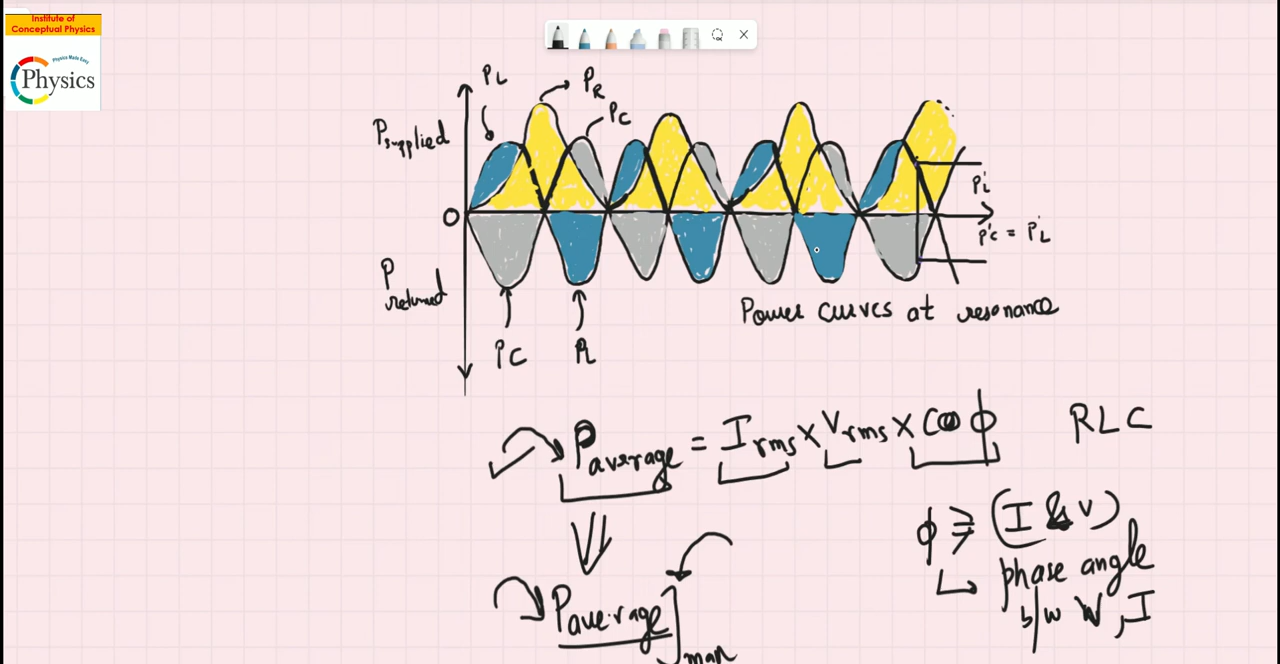 Institute of
Conceptual Physics
Physics Made Easy
Physics
PL
PR
PC
Psupplied
O
P'L
P'C = P'L
P
returned
Power curves at resonance
PC
PL
Paverage = Irms × Vrms × Cos ϕ
RLC
ϕ ⇒ (I & V)
phase angle
b/w V, I
Paverage]max